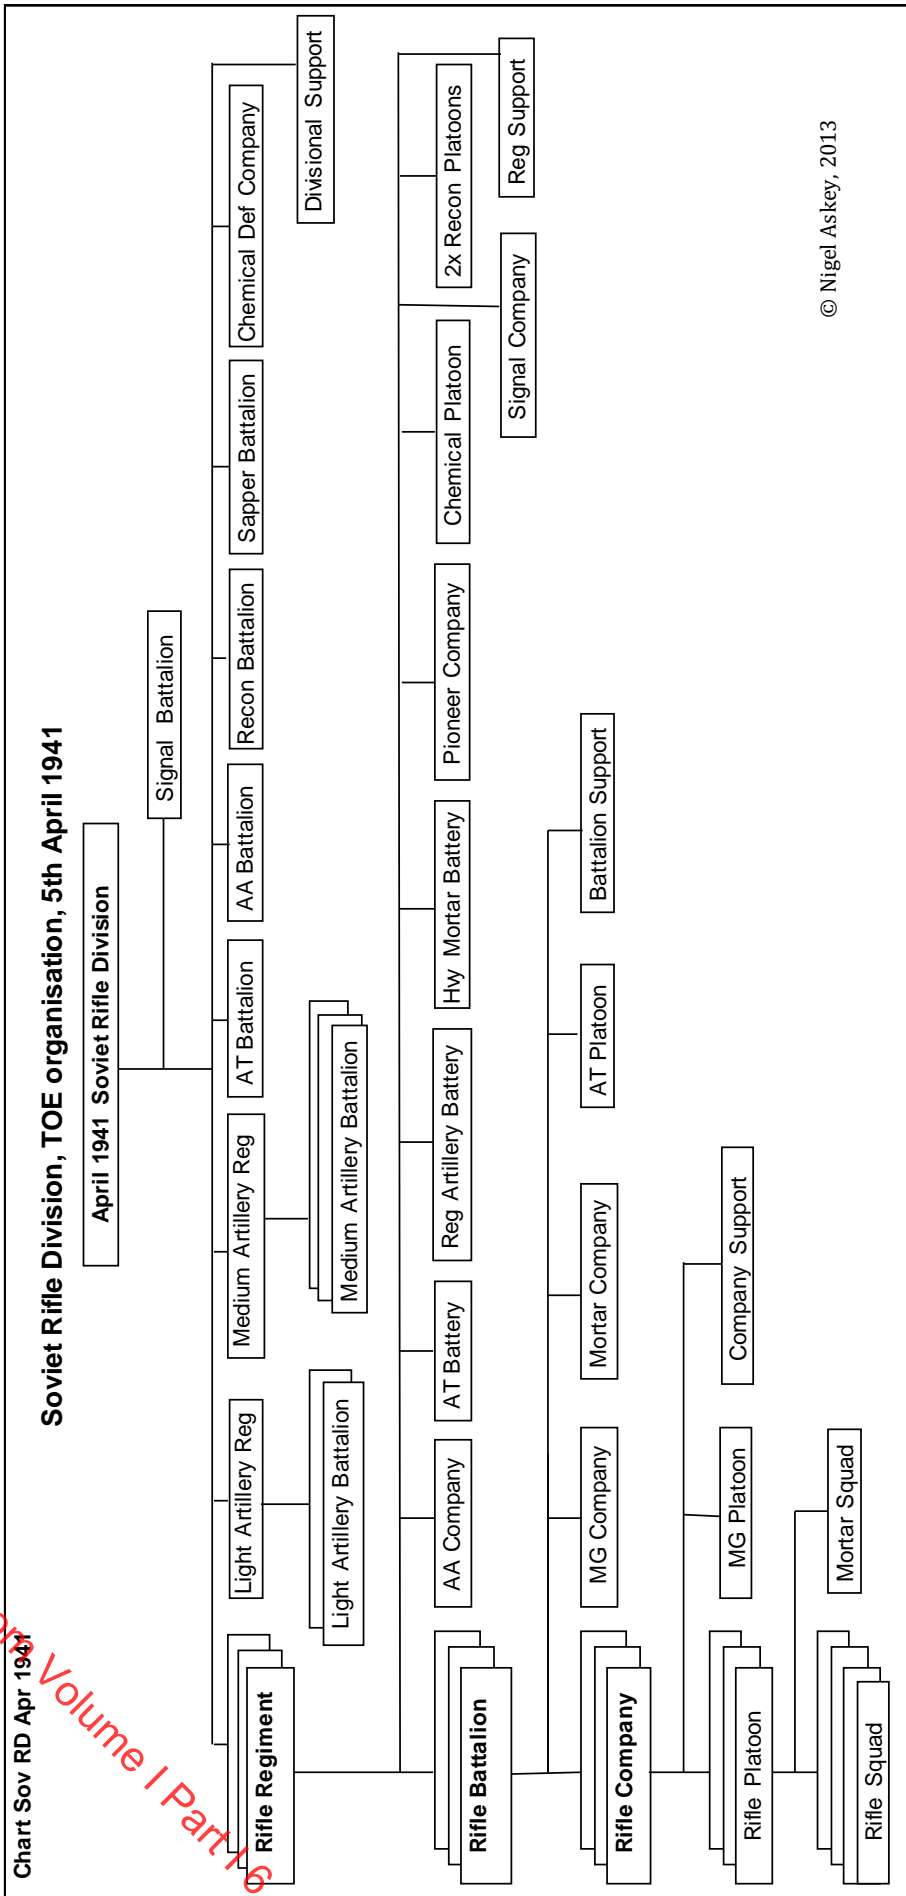 Chart Sov RD Apr 1941
Soviet Rifle Division, TOE organisation, 5th April 1941
April 1941 Soviet Rifle Division
Signal Battalion
Rifle Regiment
Light Artillery Reg
Medium Artillery Reg
AT Battalion
AA Battalion
Recon Battalion
Sapper Battalion
Chemical Def Company
Divisional Support
Light Artillery Battalion
Medium Artillery Battalion
Rifle Battalion
AA Company
AT Battery
Reg Artillery Battery
Hwy Mortar Battery
Pioneer Company
Chemical Platoon
2x Recon Platoons
Signal Company
Reg Support
Rifle Company
MG Company
Mortar Company
AT Platoon
Battalion Support
Rifle Platoon
MG Platoon
Company Support
Rifle Squad
Mortar Squad
© Nigel Askey, 2013
Volume I Part I 6